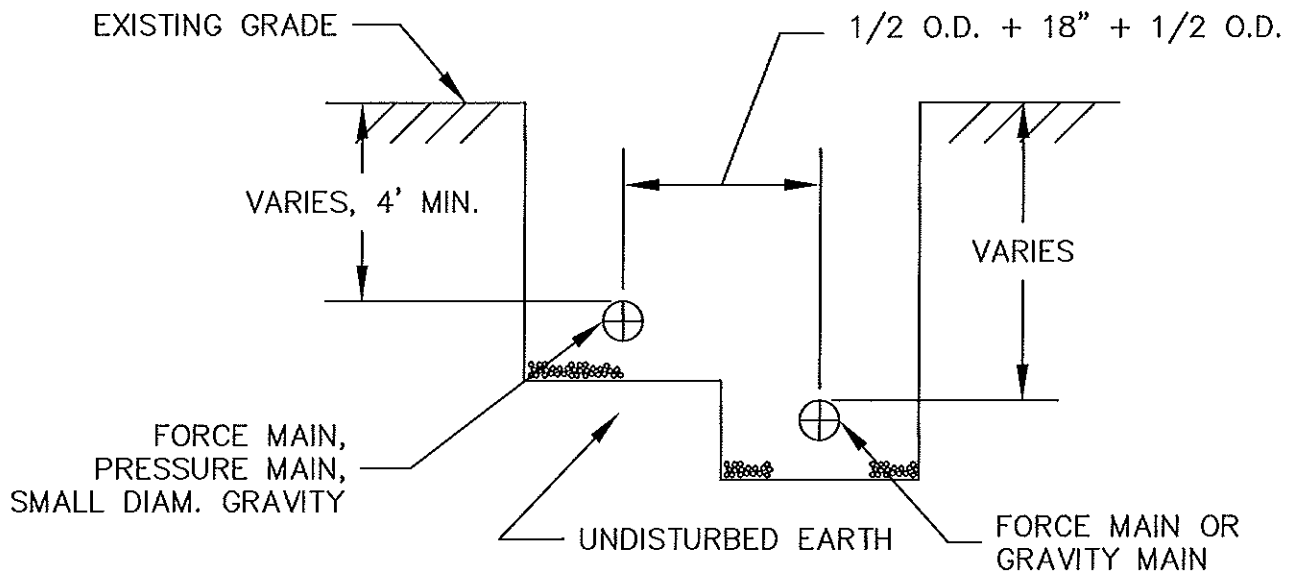 EXISTING GRADE
1/2 O.D. + 18" + 1/2 O.D.
VARIES, 4' MIN.
VARIES
FORCE MAIN,
PRESSURE MAIN,
SMALL DIAM. GRAVITY
UNDISTURBED EARTH
FORCE MAIN OR
GRAVITY MAIN